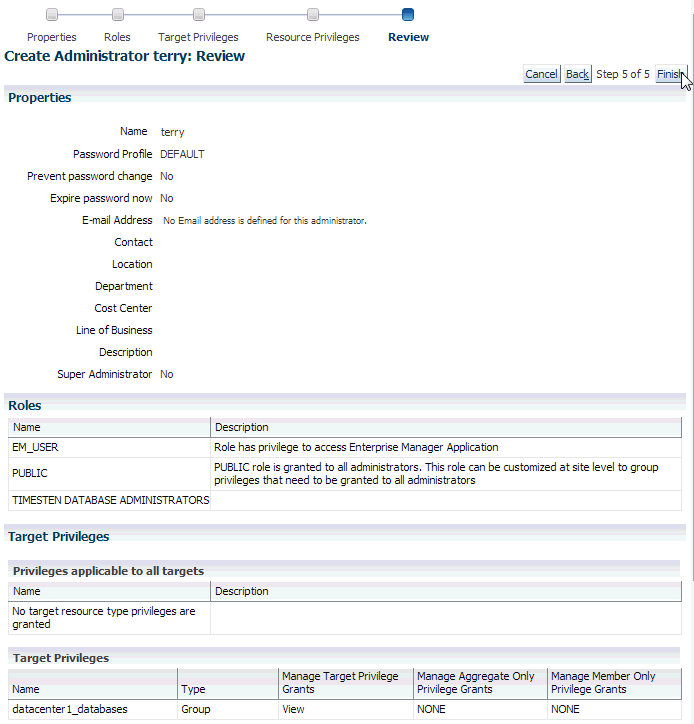 Properties Roles Target Privileges Resource Privileges Review
Create Administrator terry: Review
Cancel Back Step 5 of 5 Finish
Properties
Name terry
Password Profile DEFAULT
Prevent password change No
Expire password now No
E-mail Address No Email address is defined for this administrator.
Contact
Location
Department
Cost Center
Line of Business
Description
Super Administrator No
Roles
Name Description
EM_USER Role has privilege to access Enterprise Manager Application
PUBLIC PUBLIC role is granted to all administrators. This role can be customized at site level to group
privileges that need to be granted to all administrators
TIMESTEN DATABASE ADMINISTRATORS
Target Privileges
Privileges applicable to all targets
Name Description
No target resource type privileges are
granted
Target Privileges
Name Type Manage Target Privilege Grants Manage Aggregate Only Privilege Grants Manage Member Only Privilege Grants
datacenter1_databases Group View NONE NONE